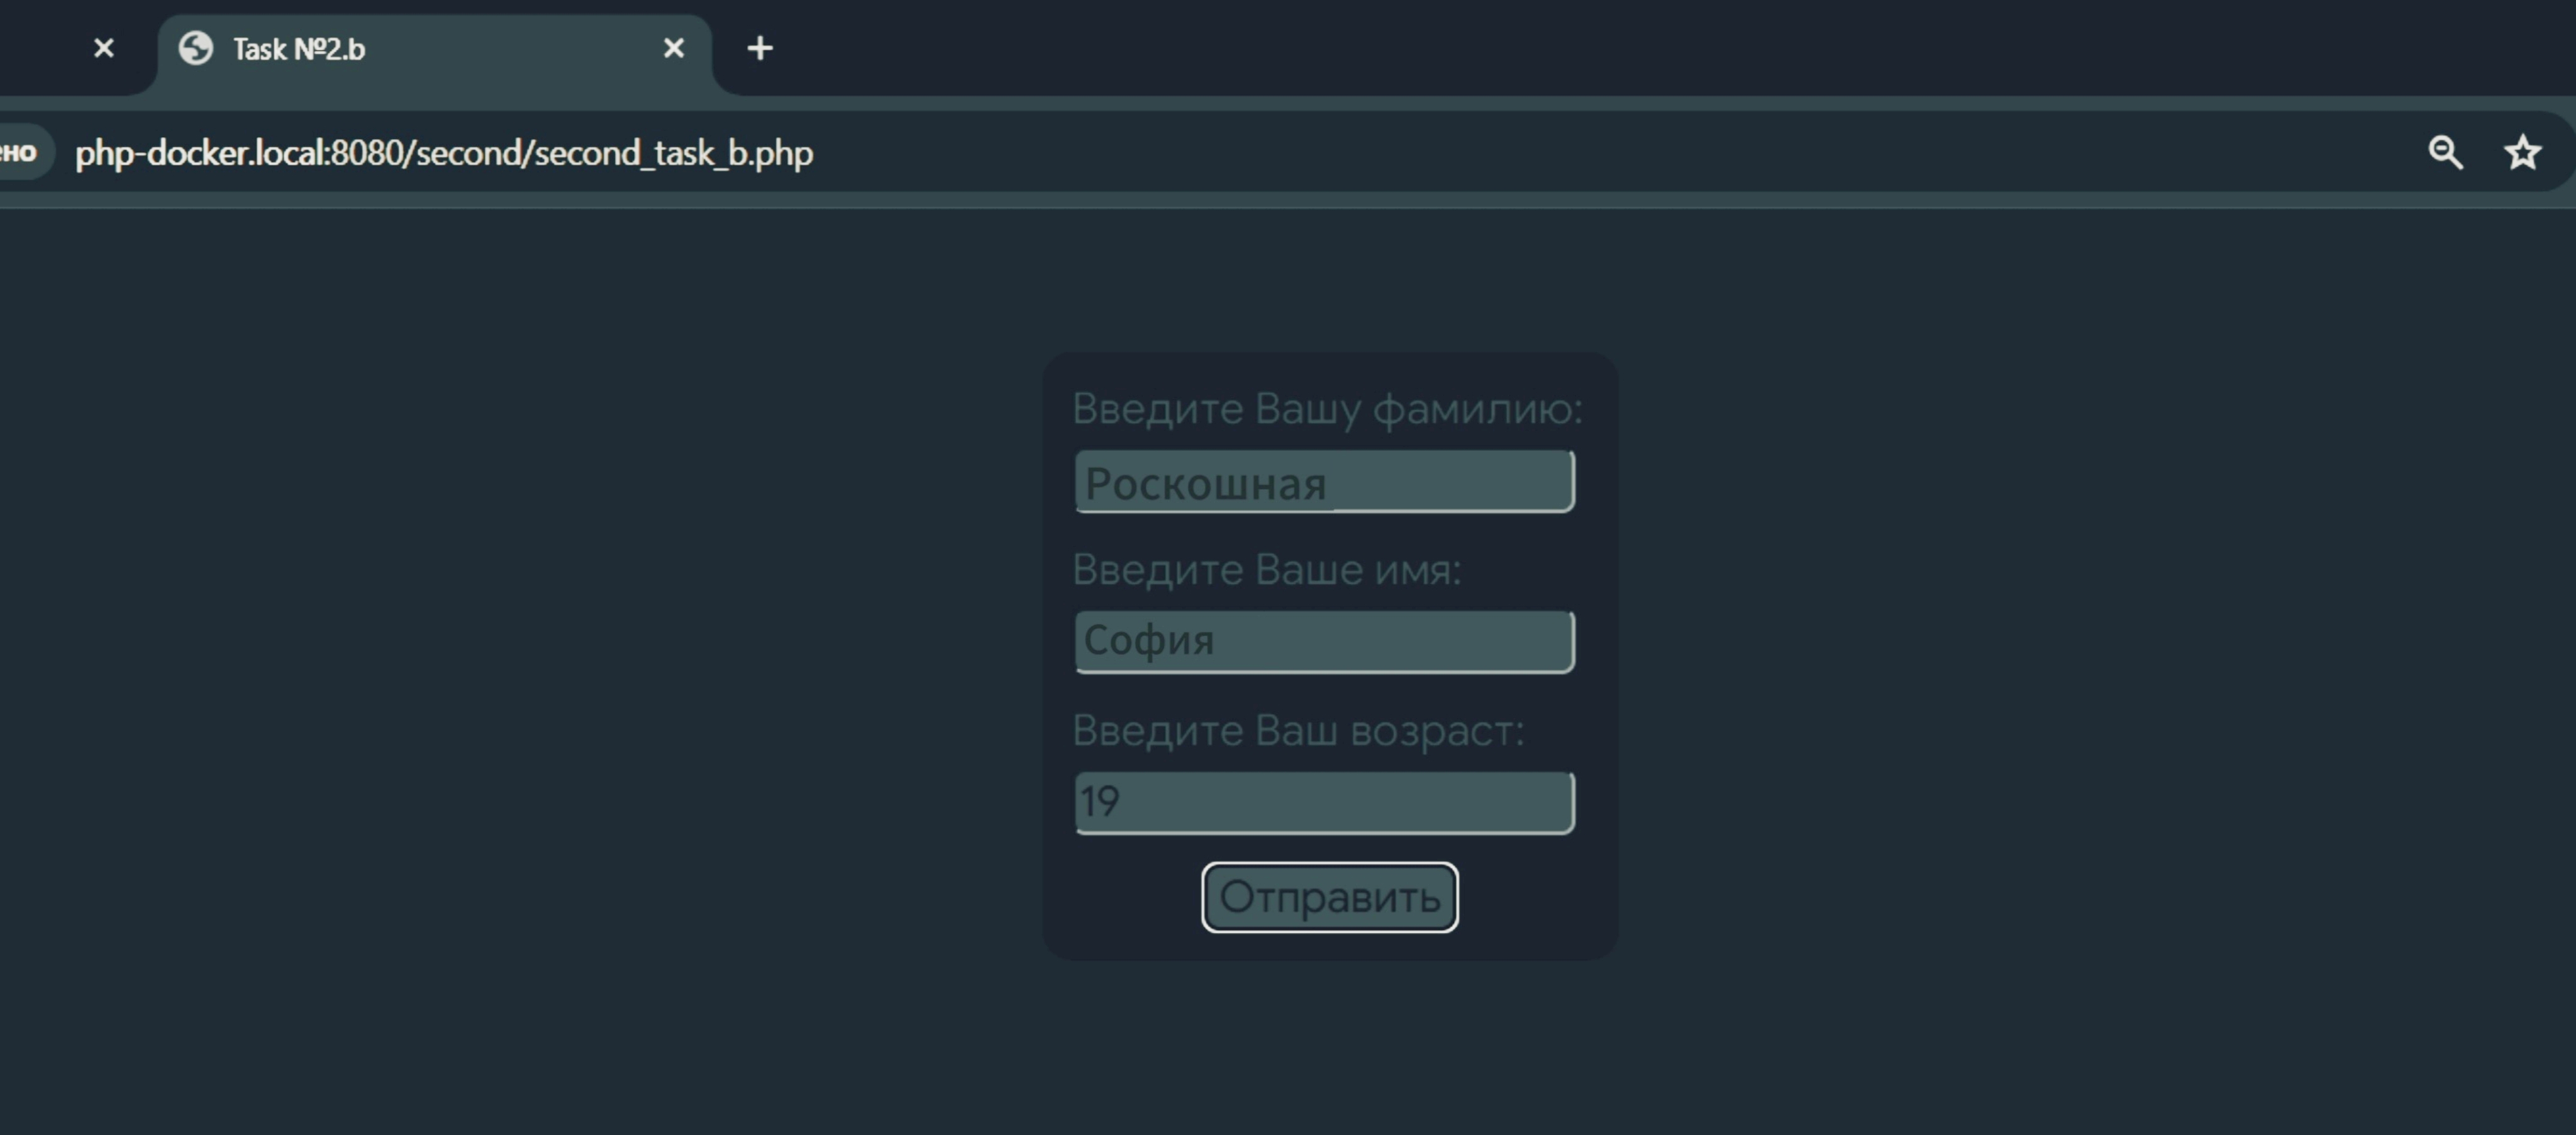 Task №2.b
php-docker.local:8080/second/second_task_b.php
Введите Вашу фамилию:
Роскошная
Введите Ваше имя:
София
Введите Ваш возраст:
19
Отправить